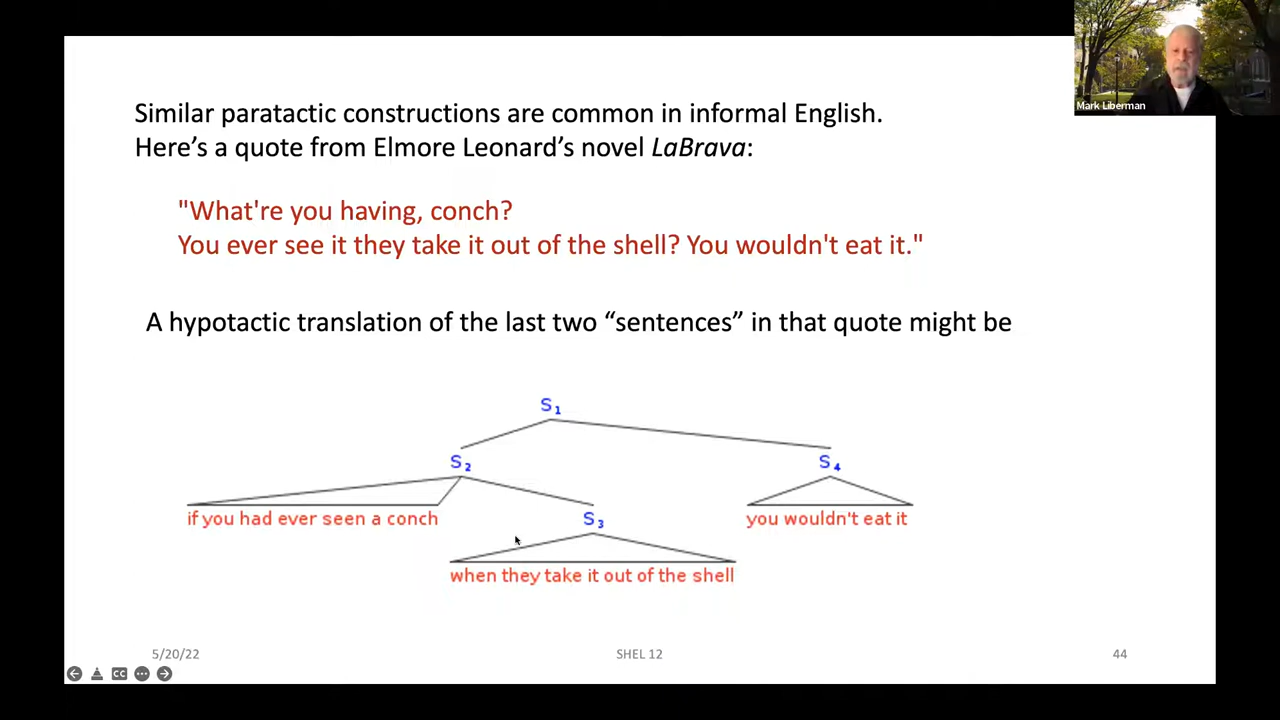 Mark Liberman
Similar paratactic constructions are common in informal English.
Here’s a quote from Elmore Leonard’s novel LaBrava:
"What're you having, conch?
You ever see it they take it out of the shell? You wouldn't eat it."
A hypotactic translation of the last two “sentences” in that quote might be
S1
S2 S4
if you had ever seen a conch S3 you wouldn't eat it
when they take it out of the shell
5/20/22 SHEL 12 44
CC